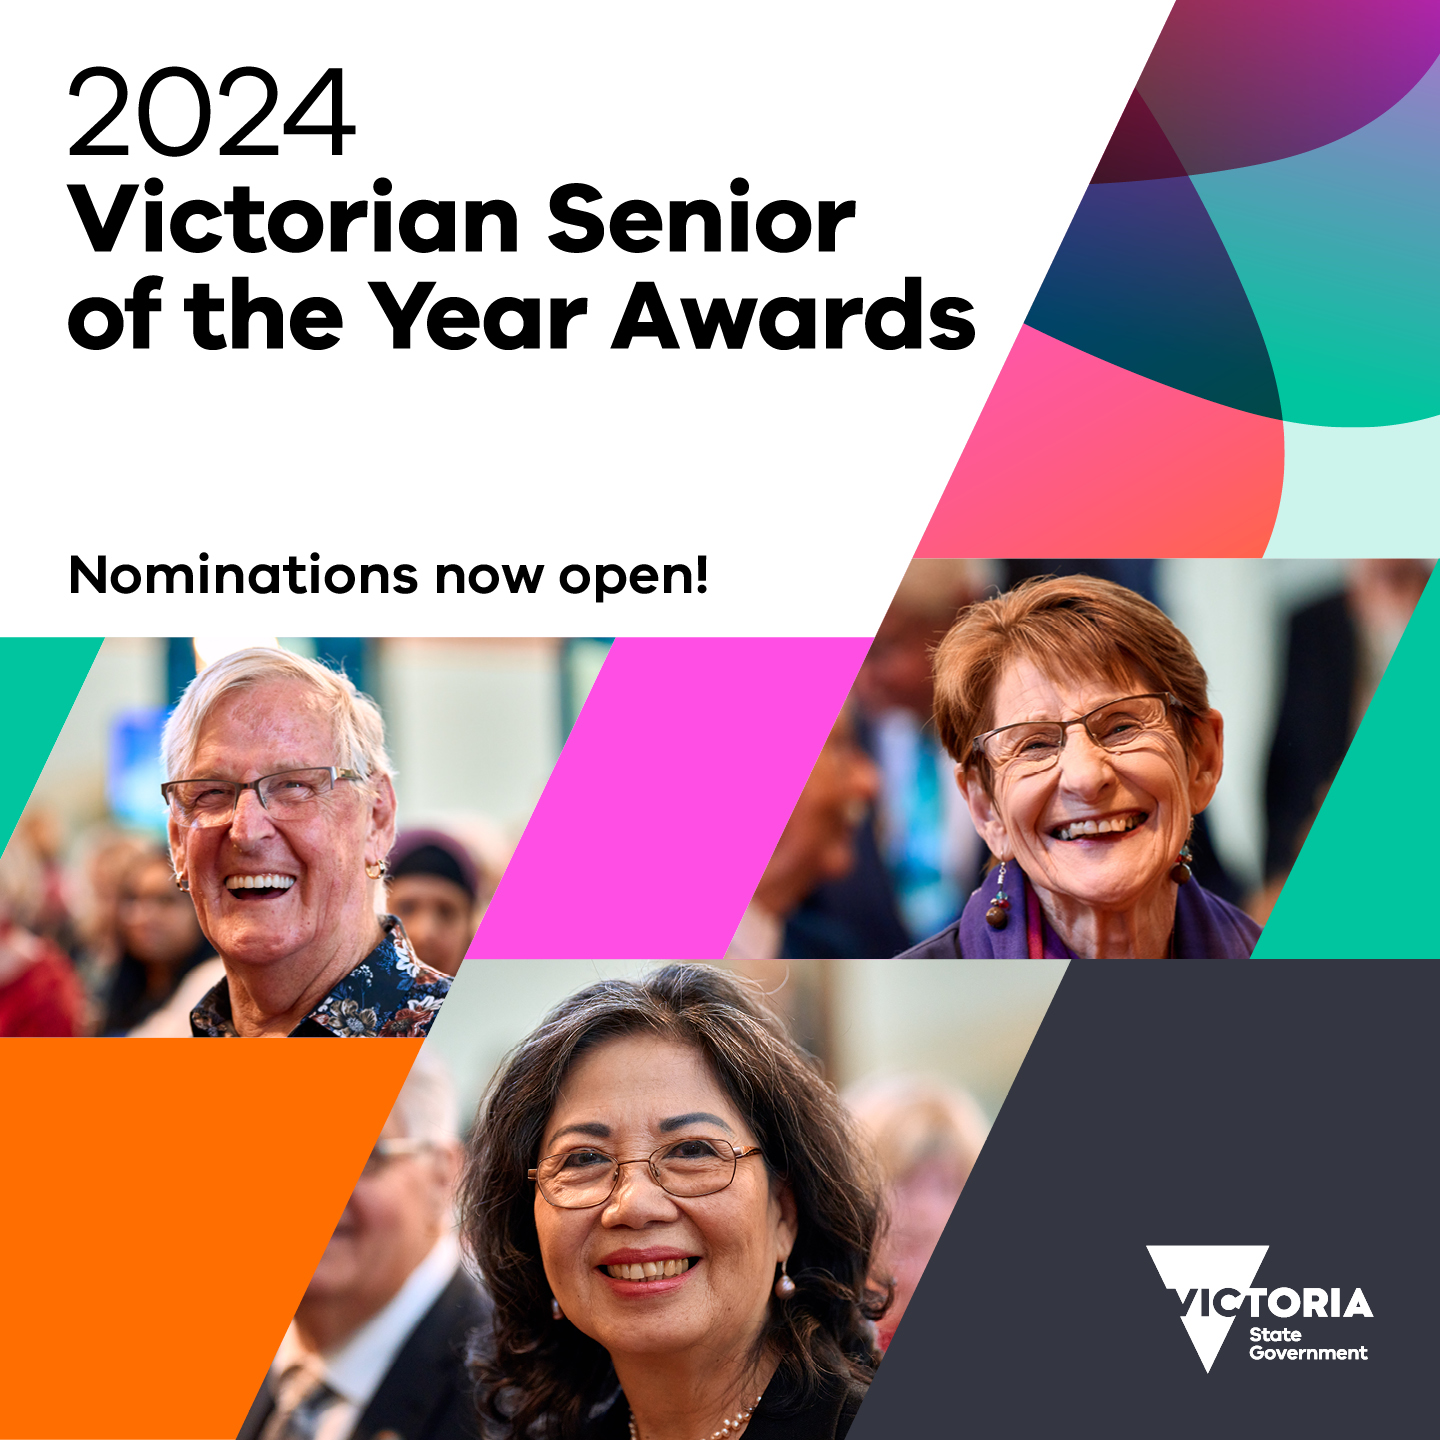 2024
Victorian Senior
of the Year Awards
Nominations now open!
VICTORIA
State
Government